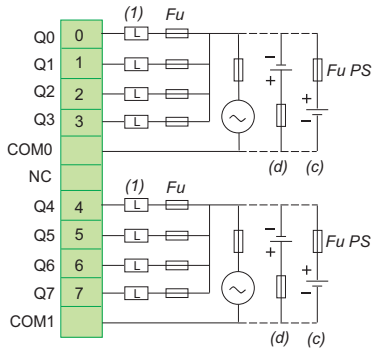 (1) Fu
Q0 0 L
Q1 1 L
Q2 2 L
Q3 3 L
COM0
NC
− + + − Fu PS
(d) (c)
(1) Fu
Q4 4 L
Q5 5 L
Q6 6 L
Q7 7 L
COM1
− + + − Fu PS
(d) (c)